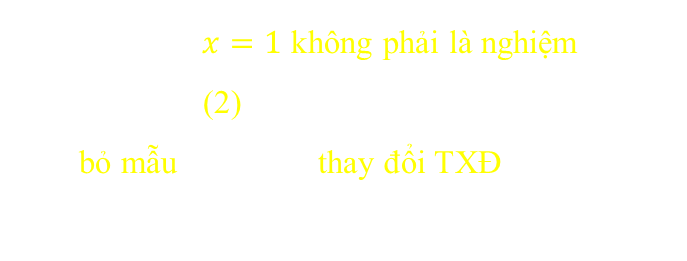 x = 1 không phải là nghiệm
(2)
bỏ mẫu thay đổi TXĐ